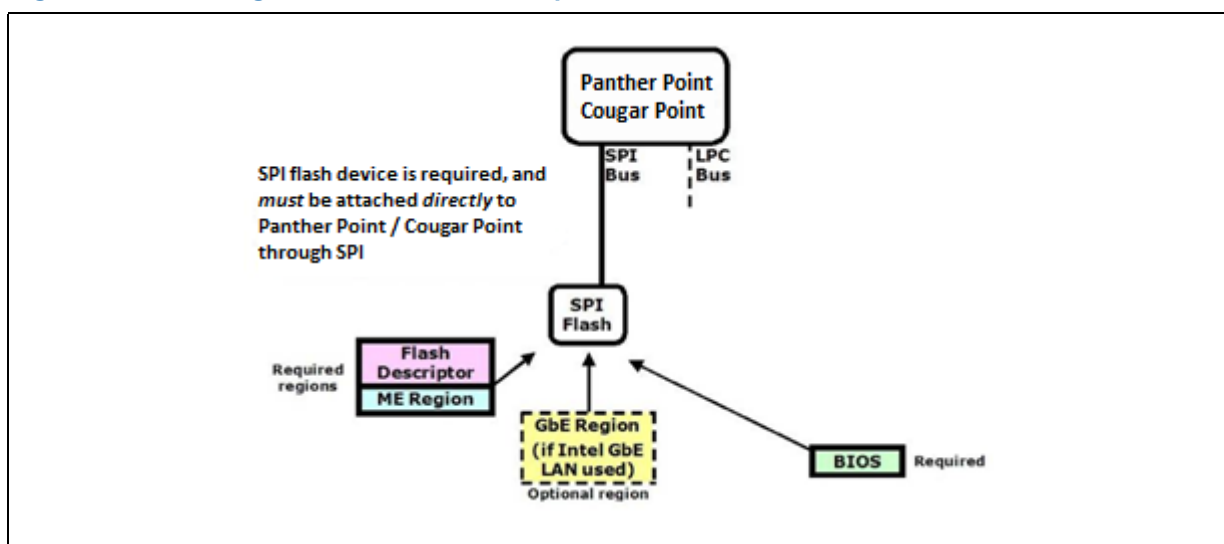 Panther Point
Cougar Point
SPI
Bus
LPC
Bus
SPI flash device is required, and
must be attached directly to
Panther Point / Cougar Point
through SPI
SPI
Flash
Required
regions
Flash
Descriptor
ME Region
GbE Region
(if Intel GbE
LAN used)
Optional region
BIOS
Required